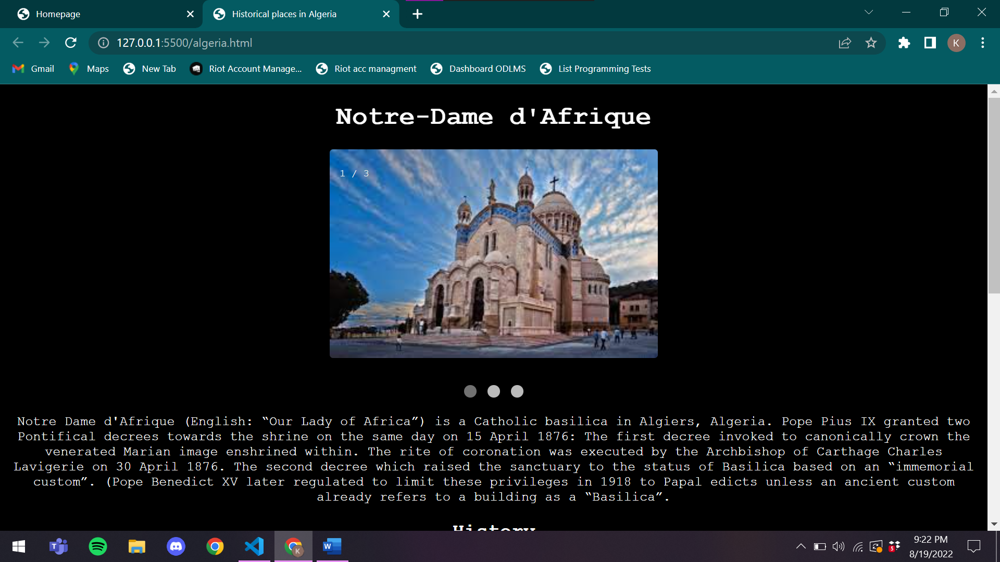 Homepage
Historical places in Algeria
127.0.0.1:5500/algeria.html
K
Gmail
Maps
New Tab
Riot Account Manage...
Riot acc managment
Dashboard ODLMS
List Programming Tests
Notre-Dame d'Afrique
1 / 3
Notre Dame d'Afrique (English: “Our Lady of Africa”) is a Catholic basilica in Algiers, Algeria. Pope Pius IX granted two
Pontifical decrees towards the shrine on the same day on 15 April 1876: The first decree invoked to canonically crown the
venerated Marian image enshrined within. The rite of coronation was executed by the Archbishop of Carthage Charles
Lavigerie on 30 April 1876. The second decree which raised the sanctuary to the status of Basilica based on an “immemorial
custom”. (Pope Benedict XV later regulated to limit these privileges in 1918 to Papal edicts unless an ancient custom
already refers to a building as a “Basilica”.
History
T
K
W
5
9:22 PM
8/19/2022